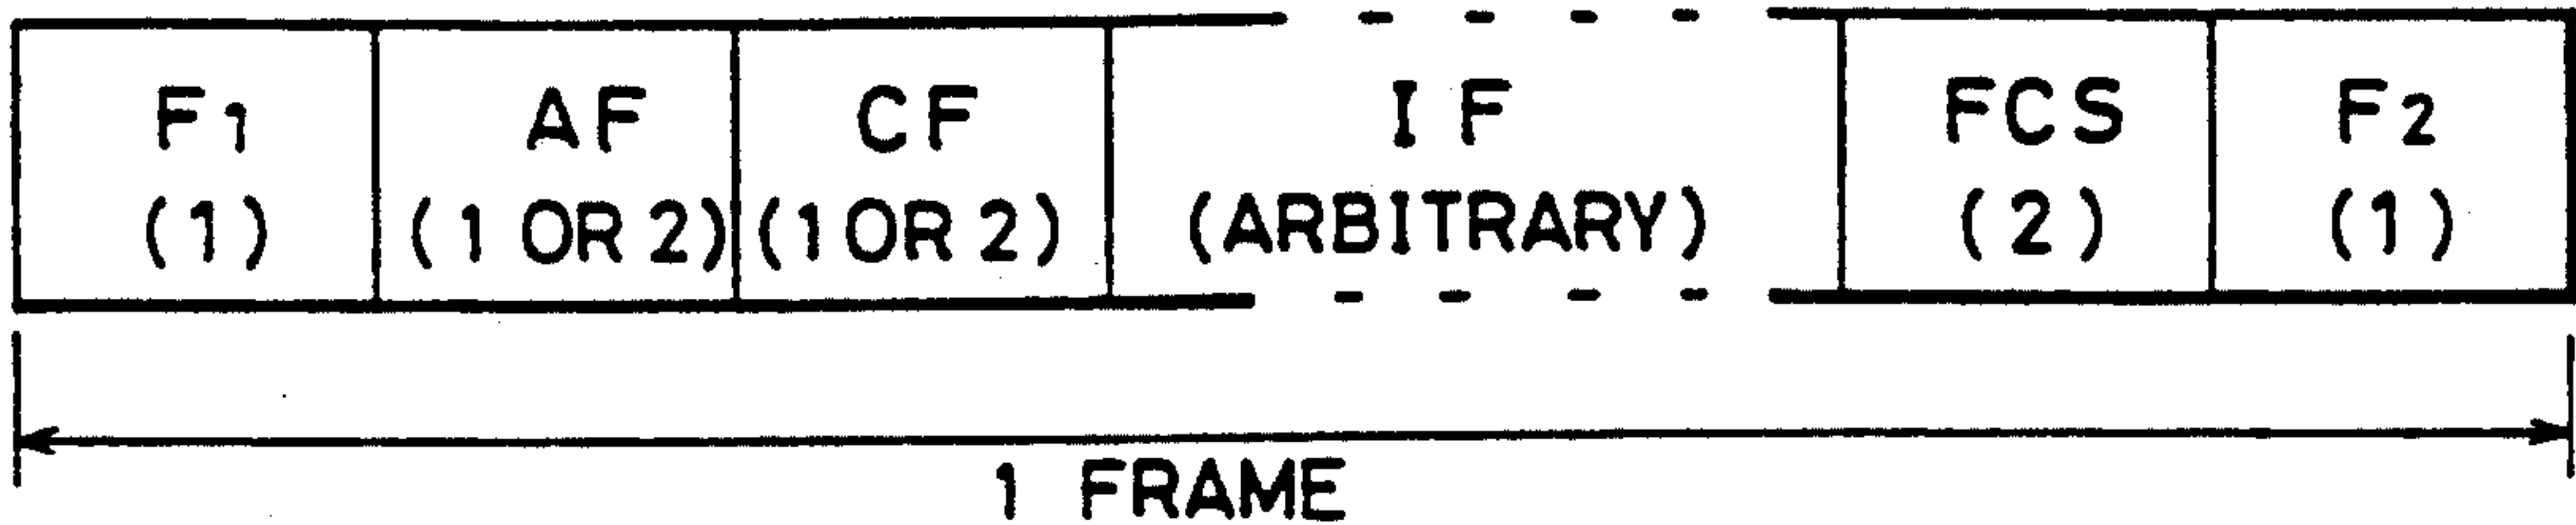 F1 AF CF IF FCS F2
(1) (1 OR 2) (1 OR 2) (ARBITRARY) (2) (1)
1 FRAME